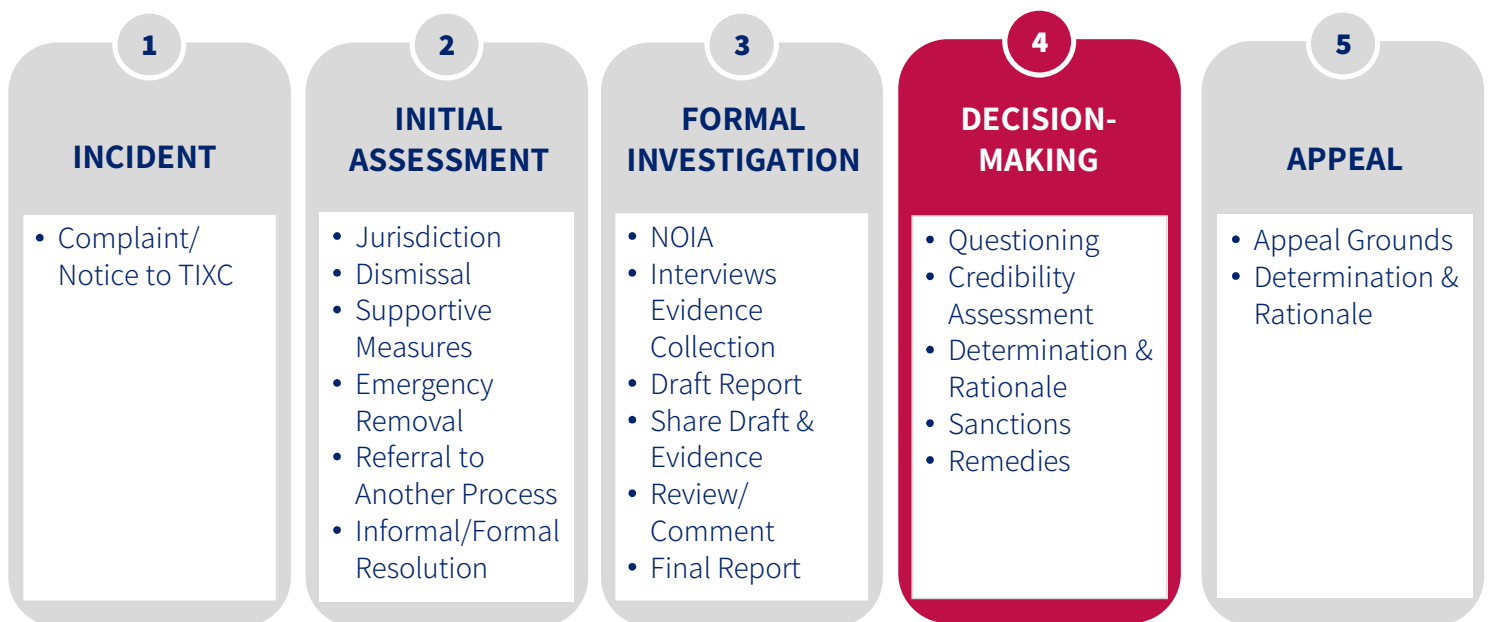 1
INCIDENT
• Complaint/
Notice to TIXC
2
INITIAL
ASSESSMENT
• Jurisdiction
• Dismissal
• Supportive
Measures
• Emergency
Removal
• Referral to
Another Process
• Informal/Formal
Resolution
3
FORMAL
INVESTIGATION
• NOIA
• Interviews
Evidence
Collection
• Draft Report
• Share Draft &
Evidence
• Review/
Comment
• Final Report
4
DECISION-
MAKING
• Questioning
• Credibility
Assessment
• Determination &
Rationale
• Sanctions
• Remedies
5
APPEAL
• Appeal Grounds
• Determination &
Rationale